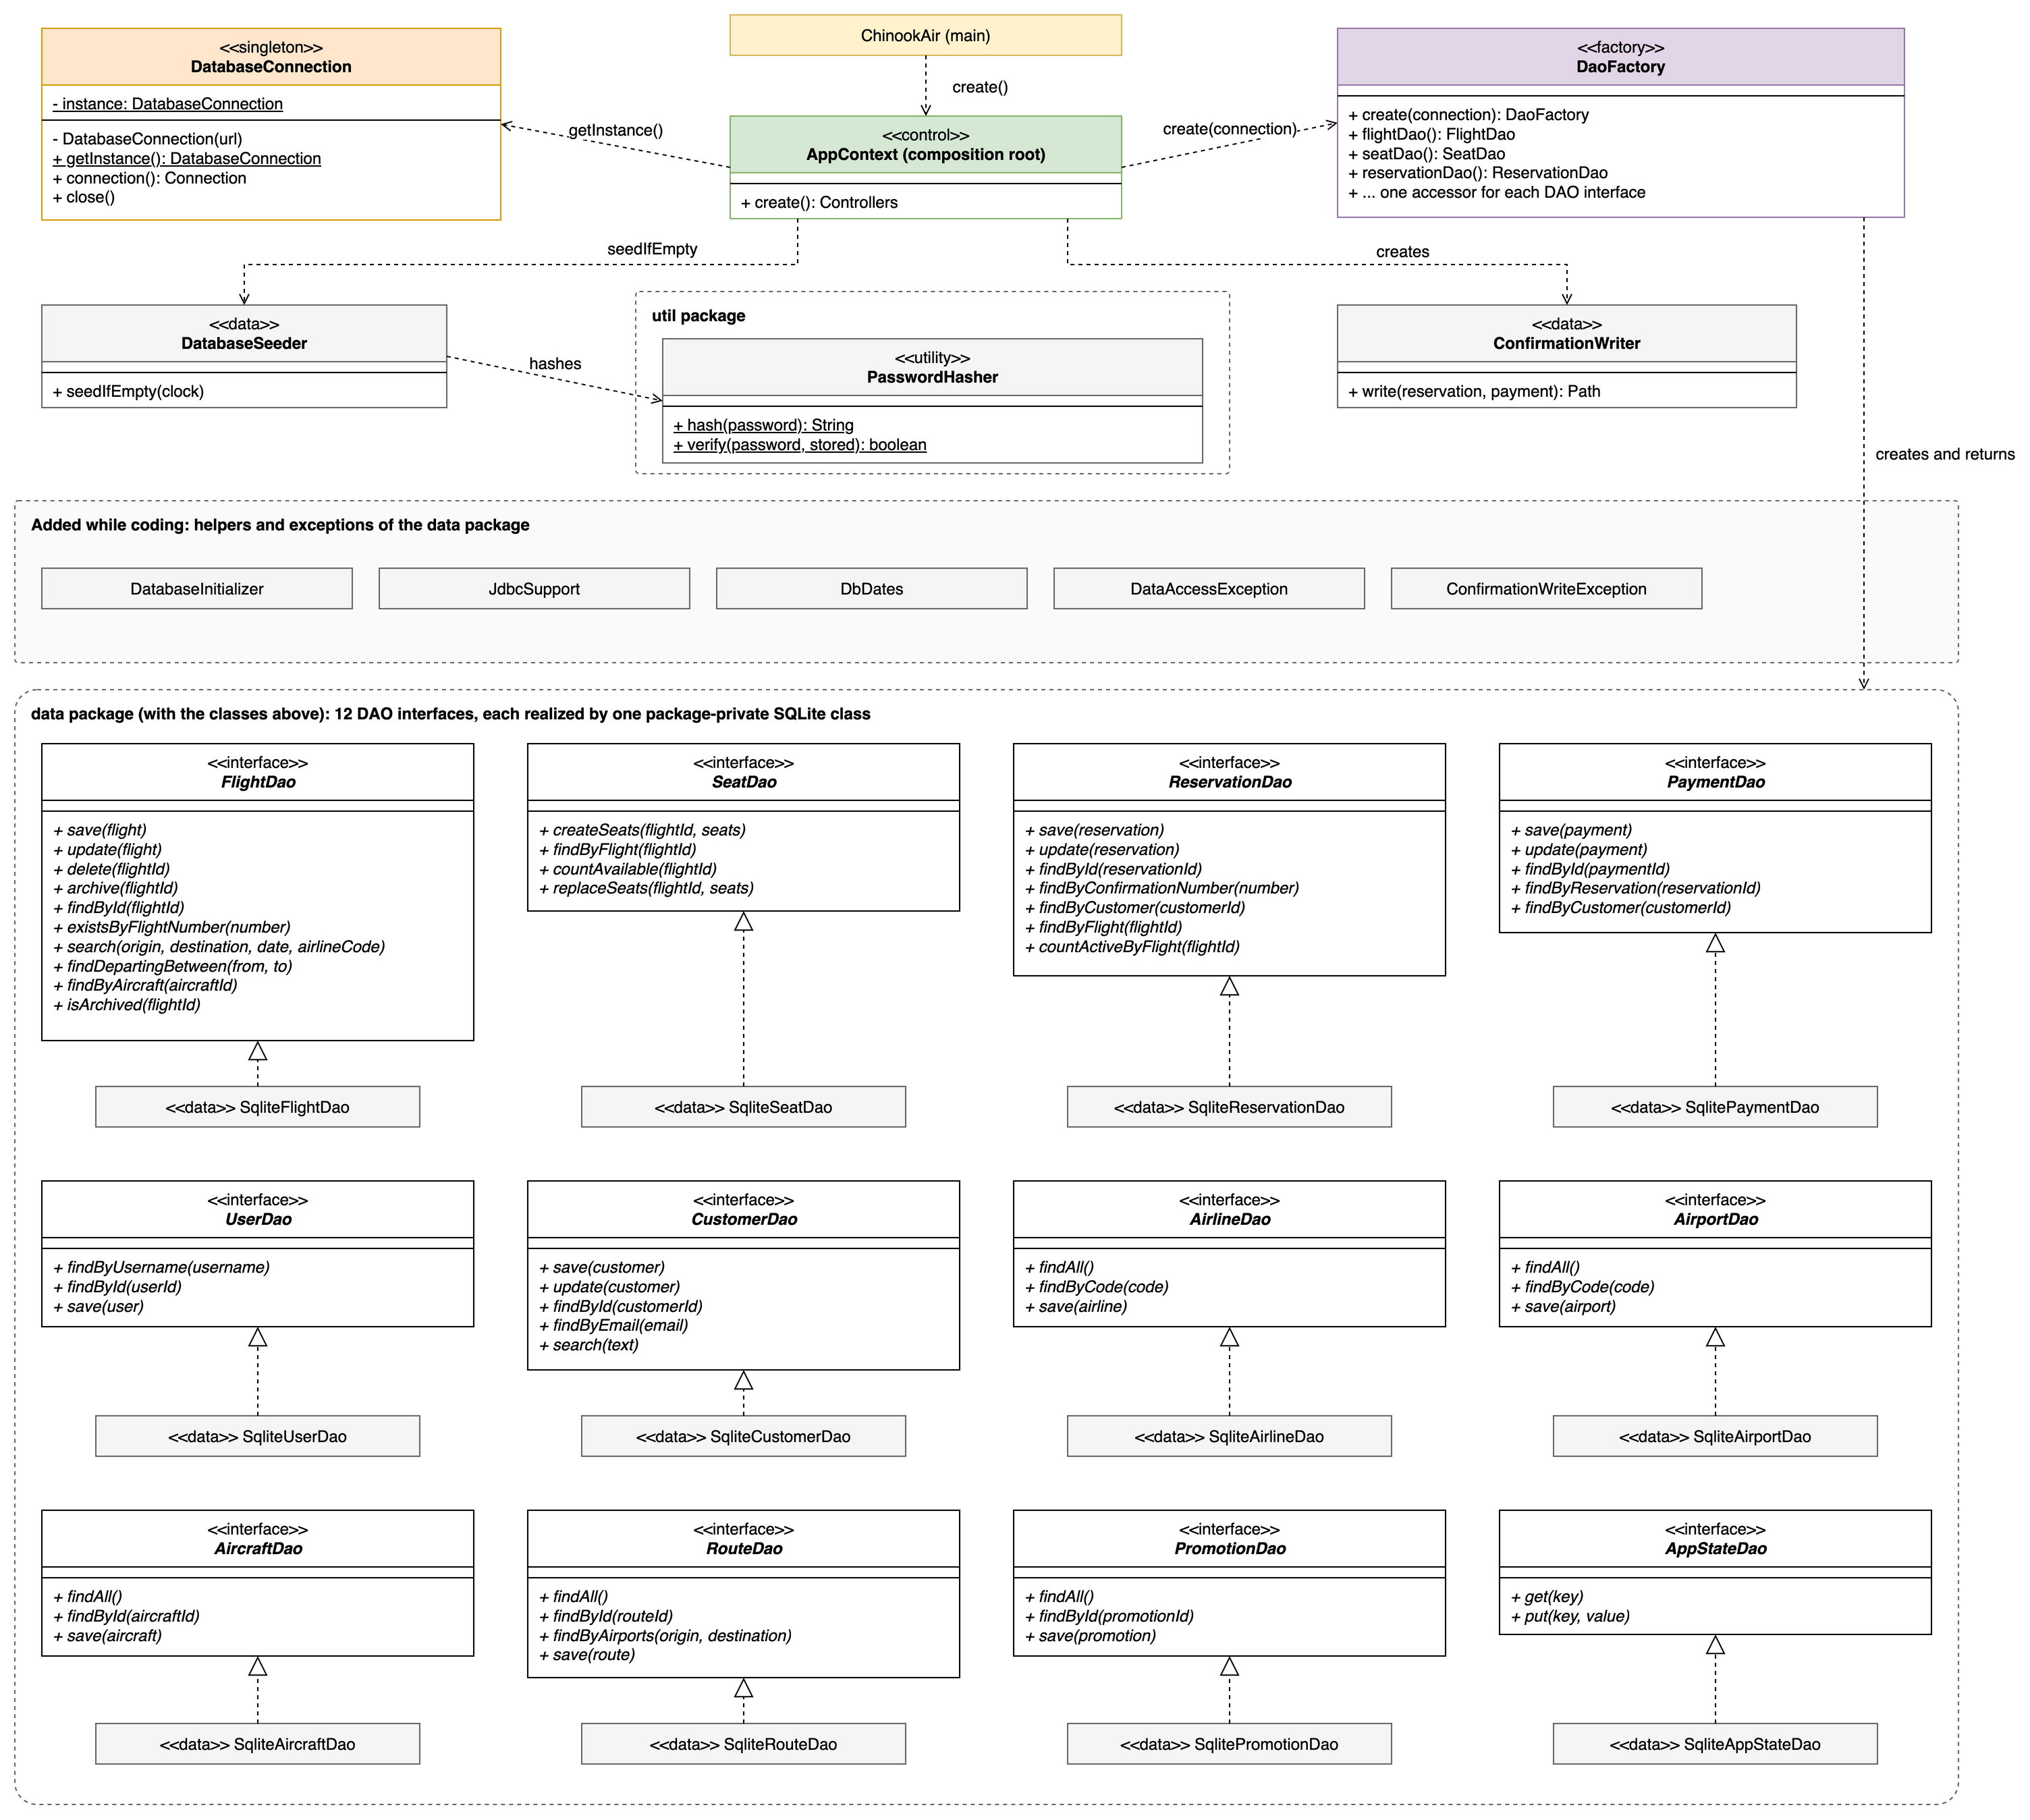 <<singleton>>
DatabaseConnection
- instance: DatabaseConnection
- DatabaseConnection(url)
+ getInstance(): DatabaseConnection
+ connection(): Connection
+ close()
ChinookAir (main)
create()
getInstance()
<<control>>
AppContext (composition root)
+ create(): Controllers
create(connection)
<<factory>>
DaoFactory
+ create(connection): DaoFactory
+ flightDao(): FlightDao
+ seatDao(): SeatDao
+ reservationDao(): ReservationDao
+ ... one accessor for each DAO interface
seedIfEmpty
creates
<<data>>
DatabaseSeeder
+ seedIfEmpty(clock)
hashes
util package
<<utility>>
PasswordHasher
+ hash(password): String
+ verify(password, stored): boolean
<<data>>
ConfirmationWriter
+ write(reservation, payment): Path
creates and returns
Added while coding: helpers and exceptions of the data package
DatabaseInitializer
JdbcSupport
DbDates
DataAccessException
ConfirmationWriteException
data package (with the classes above): 12 DAO interfaces, each realized by one package-private SQLite class
<<interface>>
FlightDao
+ save(flight)
+ update(flight)
+ delete(flightId)
+ archive(flightId)
+ findById(flightId)
+ existsByFlightNumber(number)
+ search(origin, destination, date, airlineCode)
+ findDepartingBetween(from, to)
+ findByAircraft(aircraftId)
+ isArchived(flightId)
<<data>> SqliteFlightDao
<<interface>>
SeatDao
+ createSeats(flightId, seats)
+ findByFlight(flightId)
+ countAvailable(flightId)
+ replaceSeats(flightId, seats)
<<data>> SqliteSeatDao
<<interface>>
ReservationDao
+ save(reservation)
+ update(reservation)
+ findById(reservationId)
+ findByConfirmationNumber(number)
+ findByCustomer(customerId)
+ findByFlight(flightId)
+ countActiveByFlight(flightId)
<<data>> SqliteReservationDao
<<interface>>
PaymentDao
+ save(payment)
+ update(payment)
+ findById(paymentId)
+ findByReservation(reservationId)
+ findByCustomer(customerId)
<<data>> SqlitePaymentDao
<<interface>>
UserDao
+ findByUsername(username)
+ findById(userId)
+ save(user)
<<data>> SqliteUserDao
<<interface>>
CustomerDao
+ save(customer)
+ update(customer)
+ findById(customerId)
+ findByEmail(email)
+ search(text)
<<data>> SqliteCustomerDao
<<interface>>
AirlineDao
+ findAll()
+ findByCode(code)
+ save(airline)
<<data>> SqliteAirlineDao
<<interface>>
AirportDao
+ findAll()
+ findByCode(code)
+ save(airport)
<<data>> SqliteAirportDao
<<interface>>
AircraftDao
+ findAll()
+ findById(aircraftId)
+ save(aircraft)
<<data>> SqliteAircraftDao
<<interface>>
RouteDao
+ findAll()
+ findById(routeId)
+ findByAirports(origin, destination)
+ save(route)
<<data>> SqliteRouteDao
<<interface>>
PromotionDao
+ findAll()
+ findById(promotionId)
+ save(promotion)
<<data>> SqlitePromotionDao
<<interface>>
AppStateDao
+ get(key)
+ put(key, value)
<<data>> SqliteAppStateDao